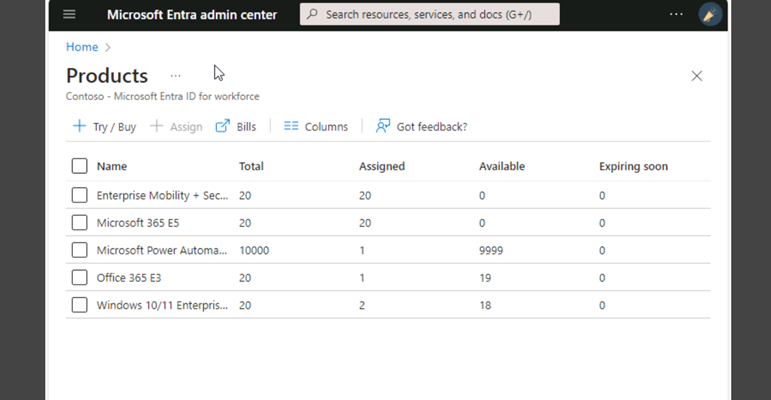 Microsoft Entra admin center
Search resources, services, and docs (G+/)
...
Home >
Products ...
Contoso - Microsoft Entra ID for workforce
+ Try / Buy + Assign Bills Columns Got feedback?
Name Total Assigned Available Expiring soon
Enterprise Mobility + Sec... 20 20 0 0
Microsoft 365 E5 20 20 0 0
Microsoft Power Automa... 10000 1 9999 0
Office 365 E3 20 1 19 0
Windows 10/11 Enterpris... 20 2 18 0